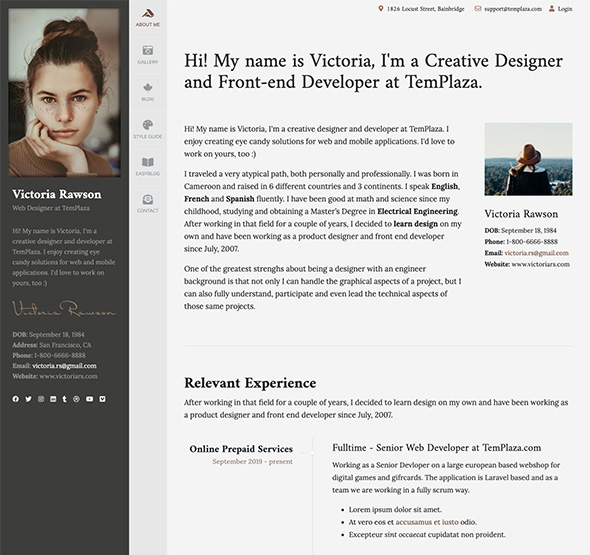 Victoria Rawson
Web Designer at TemPlaza
Hi! My name is Victoria, I'm a
creative designer and developer at
TemPlaza. I enjoy creating eye
candy solutions for web and mobile
applications. I'd love to work on
yours, too :)
Victoria Rawson
DOB: September 18, 1984
Address: San Francisco, CA
Phone: 1-800-6666-8888
Email: victoria.rs@gmail.com
Website: www.victoriars.com
ABOUT ME
GALLERY
BLOG
STYLE GUIDE
EASYBLOG
CONTACT
1826 Locust Street, Bainbridge support@templaza.com Login
Hi! My name is Victoria, I'm a Creative Designer
and Front-end Developer at TemPlaza.
Hi! My name is Victoria, I'm a creative designer and developer at TemPlaza. I
enjoy creating eye candy solutions for web and mobile applications. I'd love to
work on yours, too :)
I traveled a very atypical path, both personally and professionally. I was born in
Cameroon and raised in 6 different countries and 3 continents. I speak English,
French and Spanish fluently. I have been good at math and science since my
childhood, studying and obtaining a Master's Degree in Electrical Engineering.
After working in that field for a couple of years, I decided to learn design on my
own and have been working as a product designer and front end developer
since July, 2007.
One of the greatest strenghs about being a designer with an engineer
background is that not only I can handle the graphical aspects of a project, but I
can also fully understand, participate and even lead the technical aspects of
those same projects.
Victoria Rawson
DOB: September 18, 1984
Phone: 1-800-6666-8888
Email: victoria.rs@gmail.com
Website: www.victoriars.com
Relevant Experience
After working in that field for a couple of years, I decided to learn design on my own and have been working as
a product designer and front end developer since July, 2007.
Online Prepaid Services
September 2019 - present
Fulltime - Senior Web Developer at TemPlaza.com
Working as a Senior Devloper on a large european based webshop for
digital games and gifrcards. The application is Laravel based and as a
team we are working in a fully scrum way.
• Lorem ipsum dolor sit amet.
• At vero eos et accusamus et iusto odio.
• Excepteur sint occaecat cupidatat non proident.